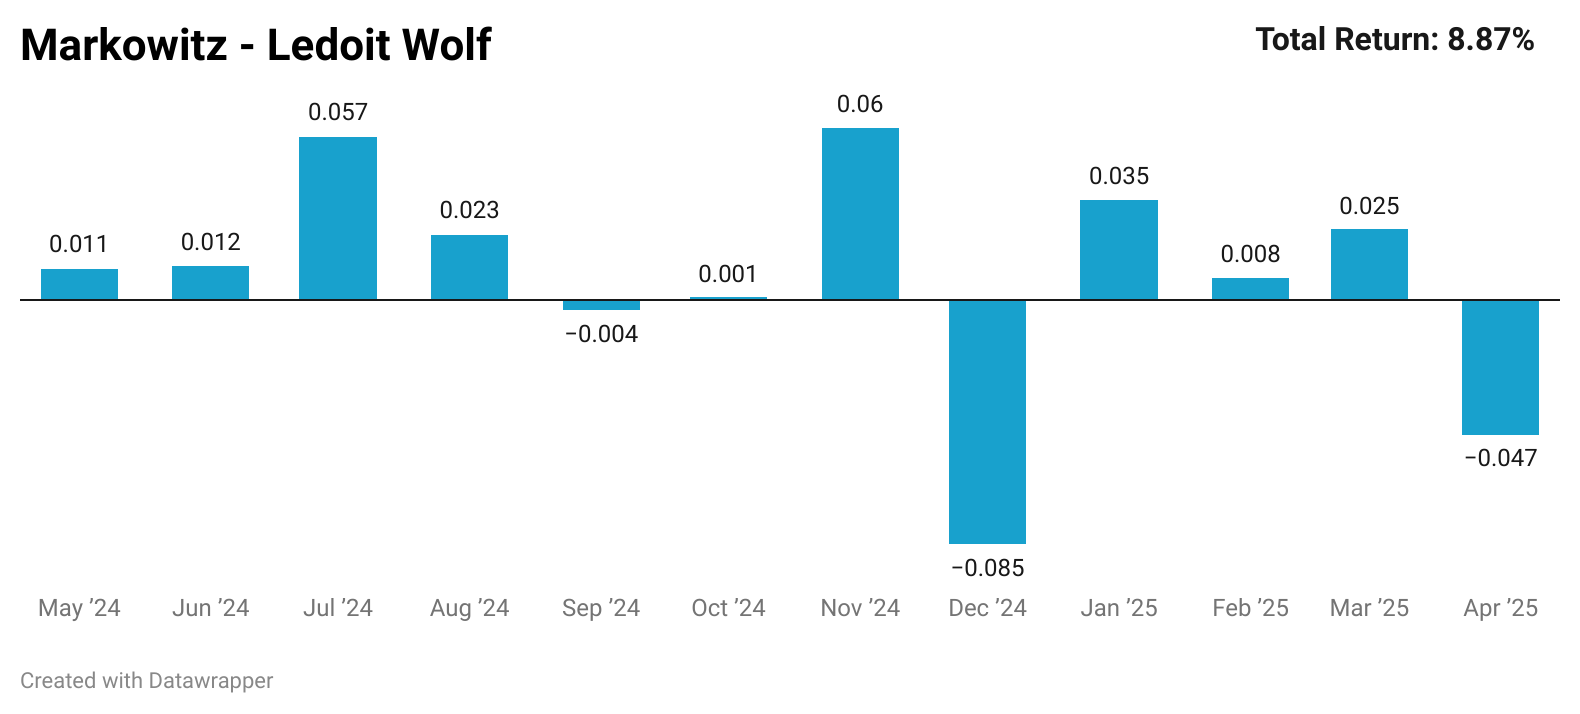 Markowitz - Ledoit Wolf
Total Return: 8.87%
0.011
0.012
0.057
0.023
−0.004
0.001
0.06
−0.085
0.035
0.008
0.025
−0.047
May ’24
Jun ’24
Jul ’24
Aug ’24
Sep ’24
Oct ’24
Nov ’24
Dec ’24
Jan ’25
Feb ’25
Mar ’25
Apr ’25
Created with Datawrapper